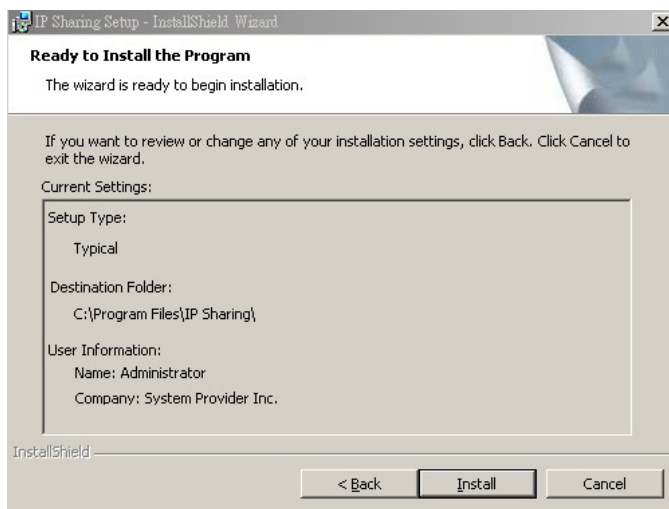 IP Sharing Setup - InstallShield Wizard
Ready to Install the Program
The wizard is ready to begin installation.
If you want to review or change any of your installation settings, click Back. Click Cancel to
exit the wizard.
Current Settings:
Setup Type:
Typical
Destination Folder:
C:\Program Files\IP Sharing\
User Information:
Name: Administrator
Company: System Provider Inc.
InstallShield
< Back
Install
Cancel